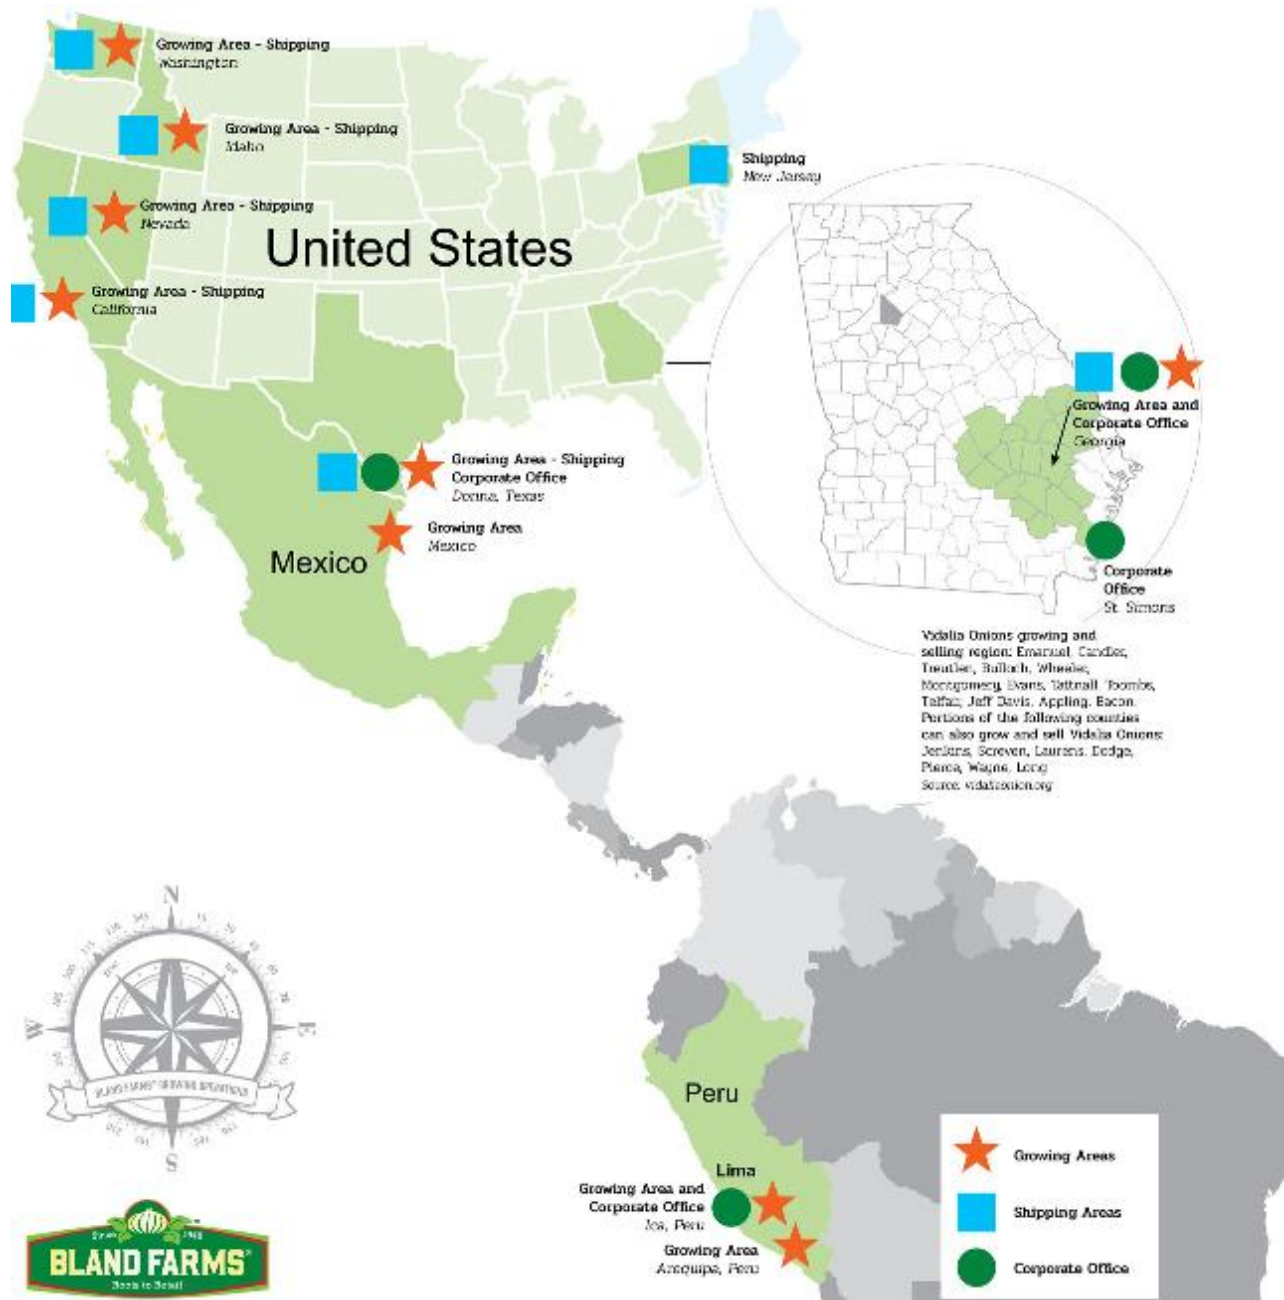 Growing Area - Shipping
Washington
Growing Area - Shipping
Idaho
Growing Area - Shipping
Nevada
Growing Area - Shipping
California
United States
Shipping
New Jersey
Growing Area and
Corporate Office
Georgia
Corporate
Office
St. Simons
Growing Area - Shipping
Corporate Office
Donna, Texas
Growing Area
Mexico
Mexico
Vidalia Onions growing and
selling region: Emanuel, Candler,
Treutlen, Bulloch, Wheeler,
Montgomery, Evans, Tattnall, Toombs,
Telfair, Jeff Davis, Appling, Bacon.
Portions of the following counties
can also grow and sell Vidalia Onions:
Jenkins, Screven, Laurens, Dodge,
Pierce, Wayne, Long
Source: vidaliaonion.org
N
W
E
S
BLAND FARMS' GROWING OPERATIONS
Peru
Lima
Growing Area and
Corporate Office
Ica, Peru
Growing Area
Arequipa, Peru
Growing Areas
Shipping Areas
Corporate Office
Since
BLAND FARMS®